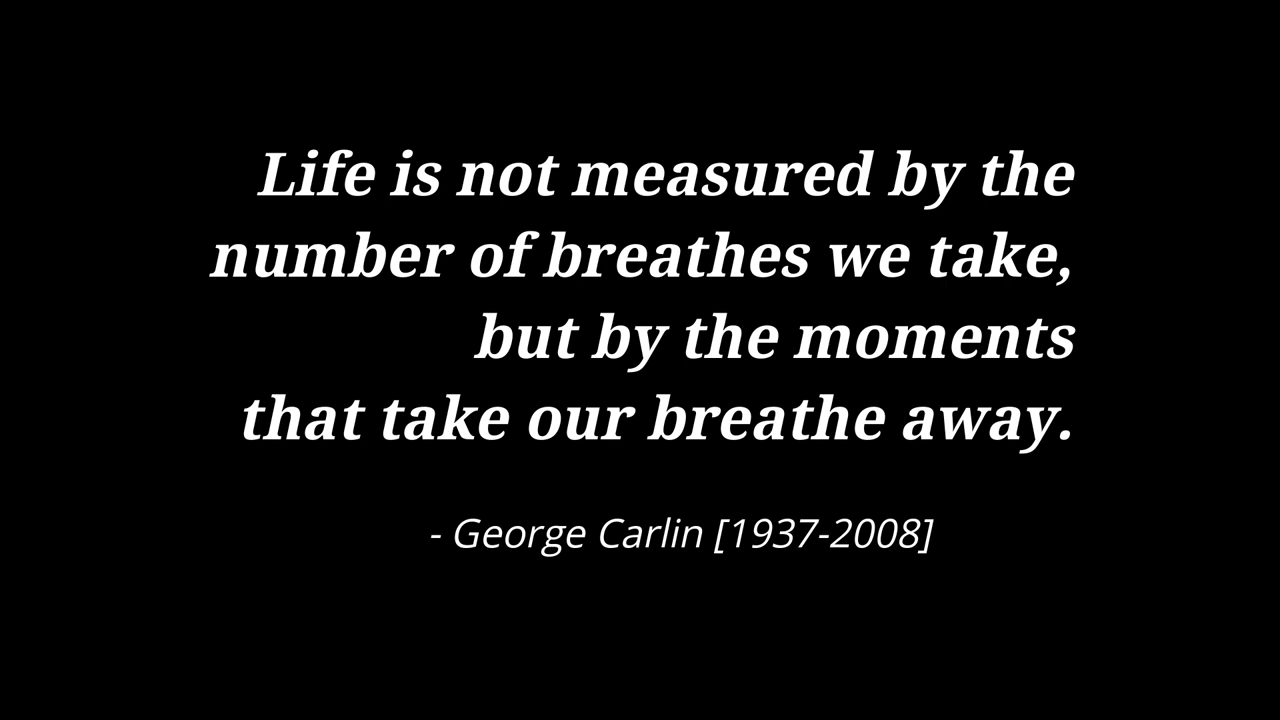 Life is not measured by the
number of breathes we take,
but by the moments
that take our breathe away.
- George Carlin [1937-2008]